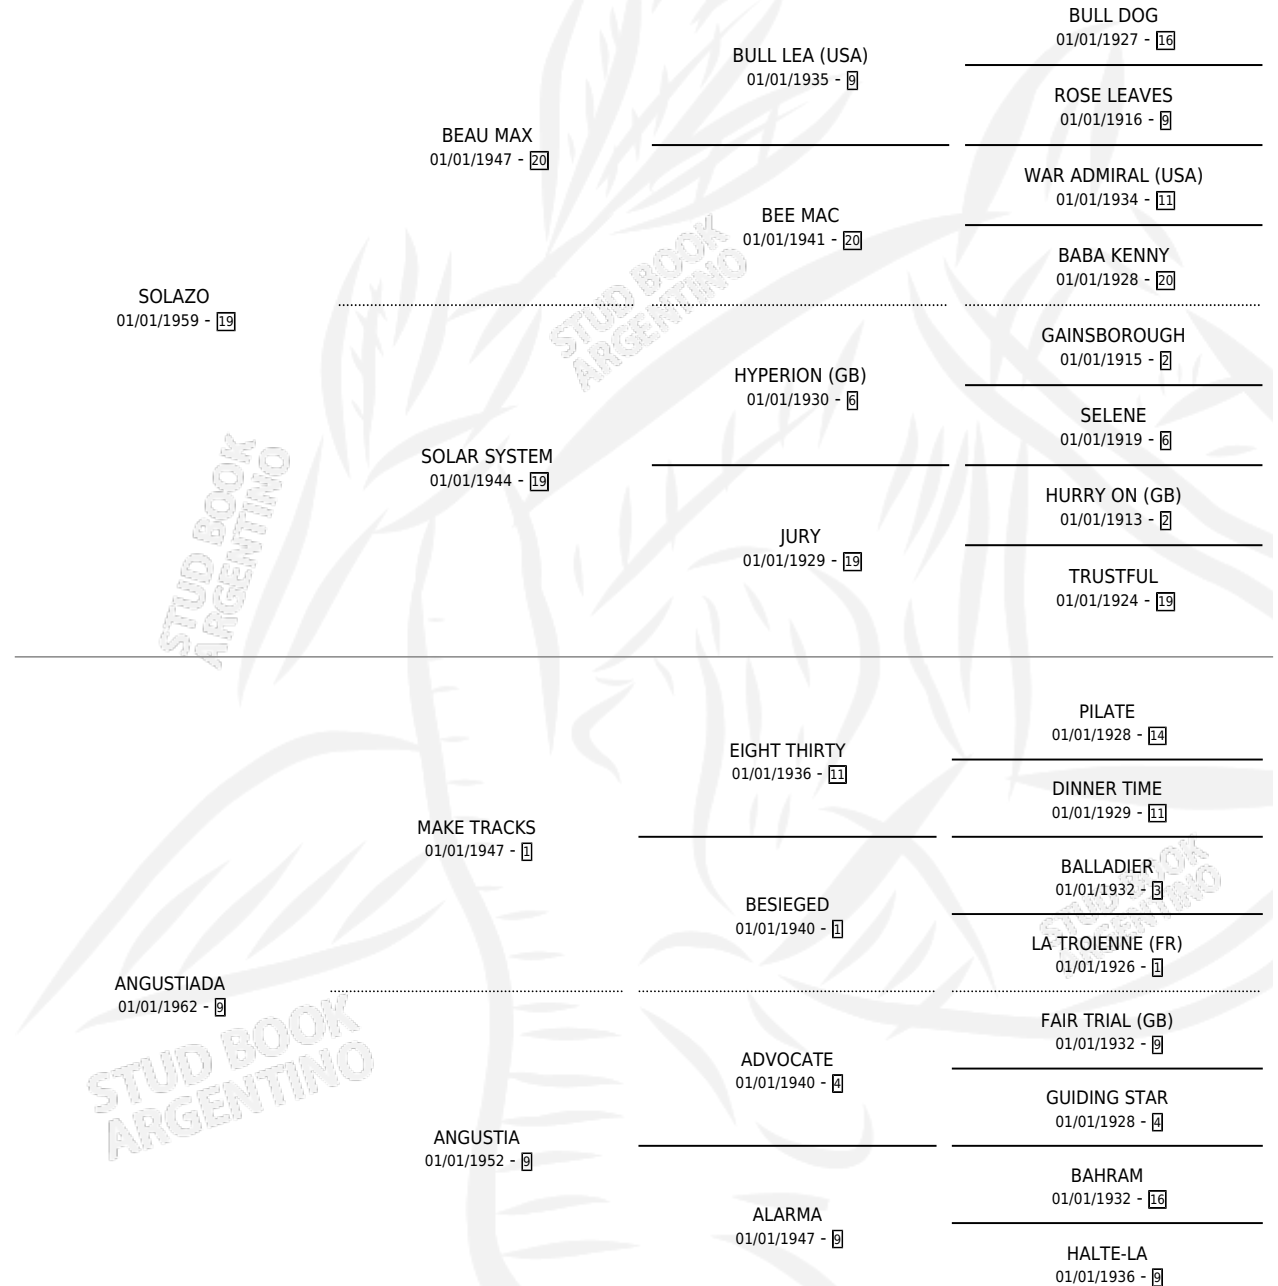 BULL DOG
01/01/1927 - 16
BULL LEA (USA)
01/01/1935 - 9
ROSE LEAVES
01/01/1916 - 9
BEAU MAX
01/01/1947 - 20
WAR ADMIRAL (USA)
01/01/1934 - 11
BEE MAC
01/01/1941 - 20
BABA KENNY
01/01/1928 - 20
SOLAZO
01/01/1959 - 19
GAINSBOROUGH
01/01/1915 - 2
HYPERION (GB)
01/01/1930 - 6
SELENE
01/01/1919 - 6
SOLAR SYSTEM
01/01/1944 - 19
HURRY ON (GB)
01/01/1913 - 2
JURY
01/01/1929 - 19
TRUSTFUL
01/01/1924 - 19
PILATE
01/01/1928 - 14
EIGHT THIRTY
01/01/1936 - 11
DINNER TIME
01/01/1929 - 11
MAKE TRACKS
01/01/1947 - 1
BALLADIER
01/01/1932 - 3
BESIEGED
01/01/1940 - 1
LA TROIENNE (FR)
01/01/1926 - 1
ANGUSTIADA
01/01/1962 - 9
FAIR TRIAL (GB)
01/01/1932 - 9
ADVOCATE
01/01/1940 - 4
GUIDING STAR
01/01/1928 - 4
ANGUSTIA
01/01/1952 - 9
BAHRAM
01/01/1932 - 16
ALARMA
01/01/1947 - 9
HALTE-LA
01/01/1936 - 9
STUD BOOK
ARGENTINO
STUD BOOK
ARGENTINO
STUD BOOK
ARGENTINO
STUD BOOK
ARGENTINO